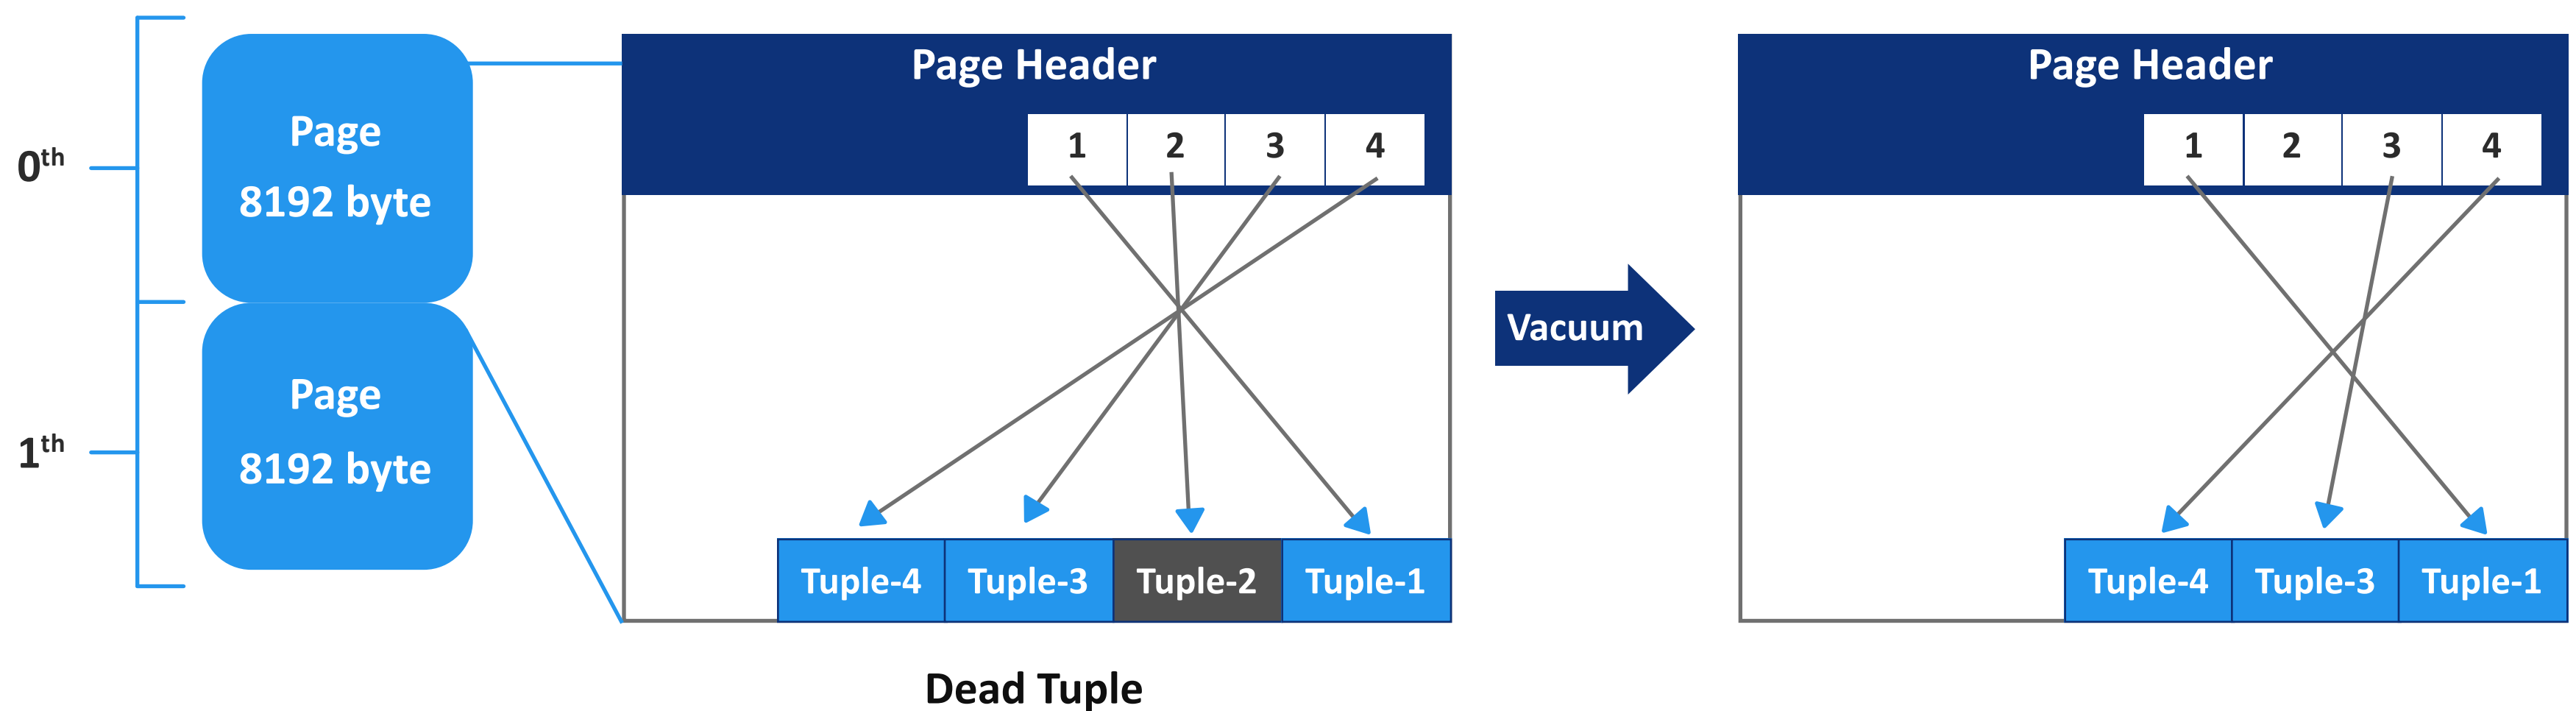 0th
Page
8192 byte
1th
Page
8192 byte
Page Header
1 2 3 4
Tuple-4 Tuple-3 Tuple-2 Tuple-1
Dead Tuple
Vacuum
Page Header
1 2 3 4
Tuple-4 Tuple-3 Tuple-1